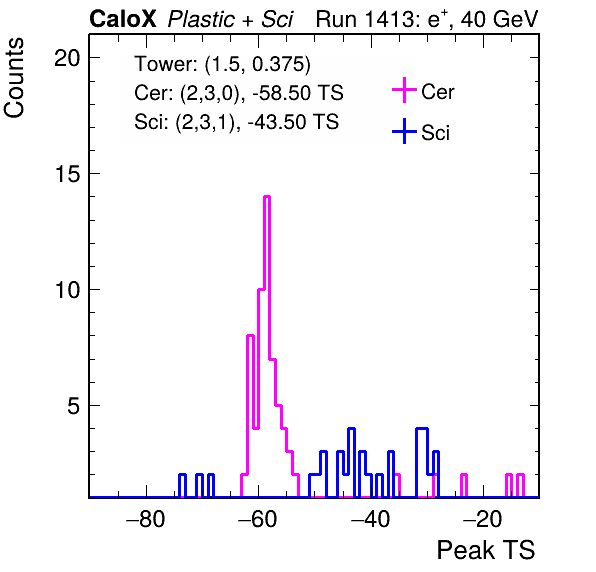 CaloX Plastic + Sci Run 1413: e+, 40 GeV
Counts
Tower: (1.5, 0.375)
Cer: (2,3,0), -58.50 TS
Sci: (2,3,1), -43.50 TS
Cer
Sci
20
15
10
5
−80 −60 −40 −20
Peak TS